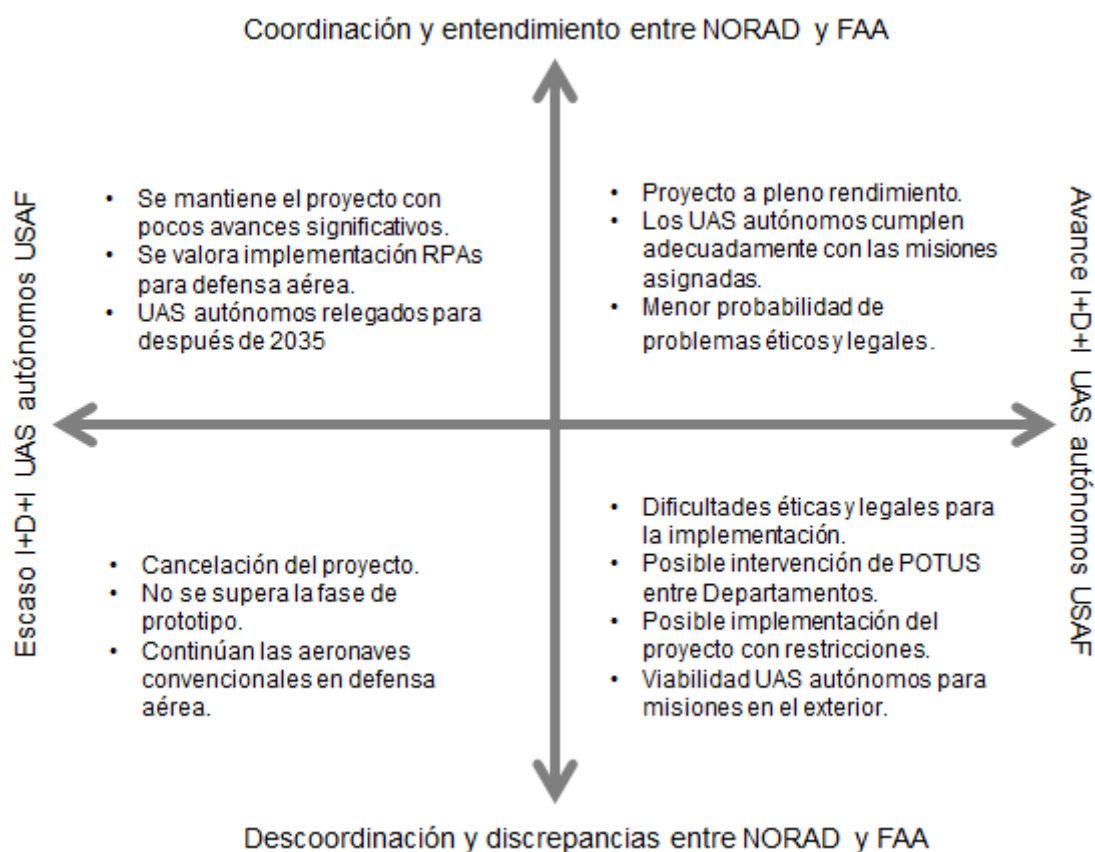 Coordinación y entendimiento entre NORAD y FAA
Escaso I+D+I UAS autónomos USAF
• Se mantiene el proyecto con
pocos avances significativos.
• Se valora implementación RPAs
para defensa aérea.
• UAS autónomos relegados para
después de 2035
• Proyecto a pleno rendimiento.
• Los UAS autónomos cumplen
adecuadamente con las misiones
asignadas.
• Menor probabilidad de
problemas éticos y legales.
Avance I+D+I UAS autónomos USAF
• Cancelación del proyecto.
• No se supera la fase de
prototipo.
• Continúan las aeronaves
convencionales en defensa
aérea.
• Dificultades éticas y legales para
la implementación.
• Posible intervención de POTUS
entre Departamentos.
• Posible implementación del
proyecto con restricciones.
• Viabilidad UAS autónomos para
misiones en el exterior.
Descoordinación y discrepancias entre NORAD y FAA